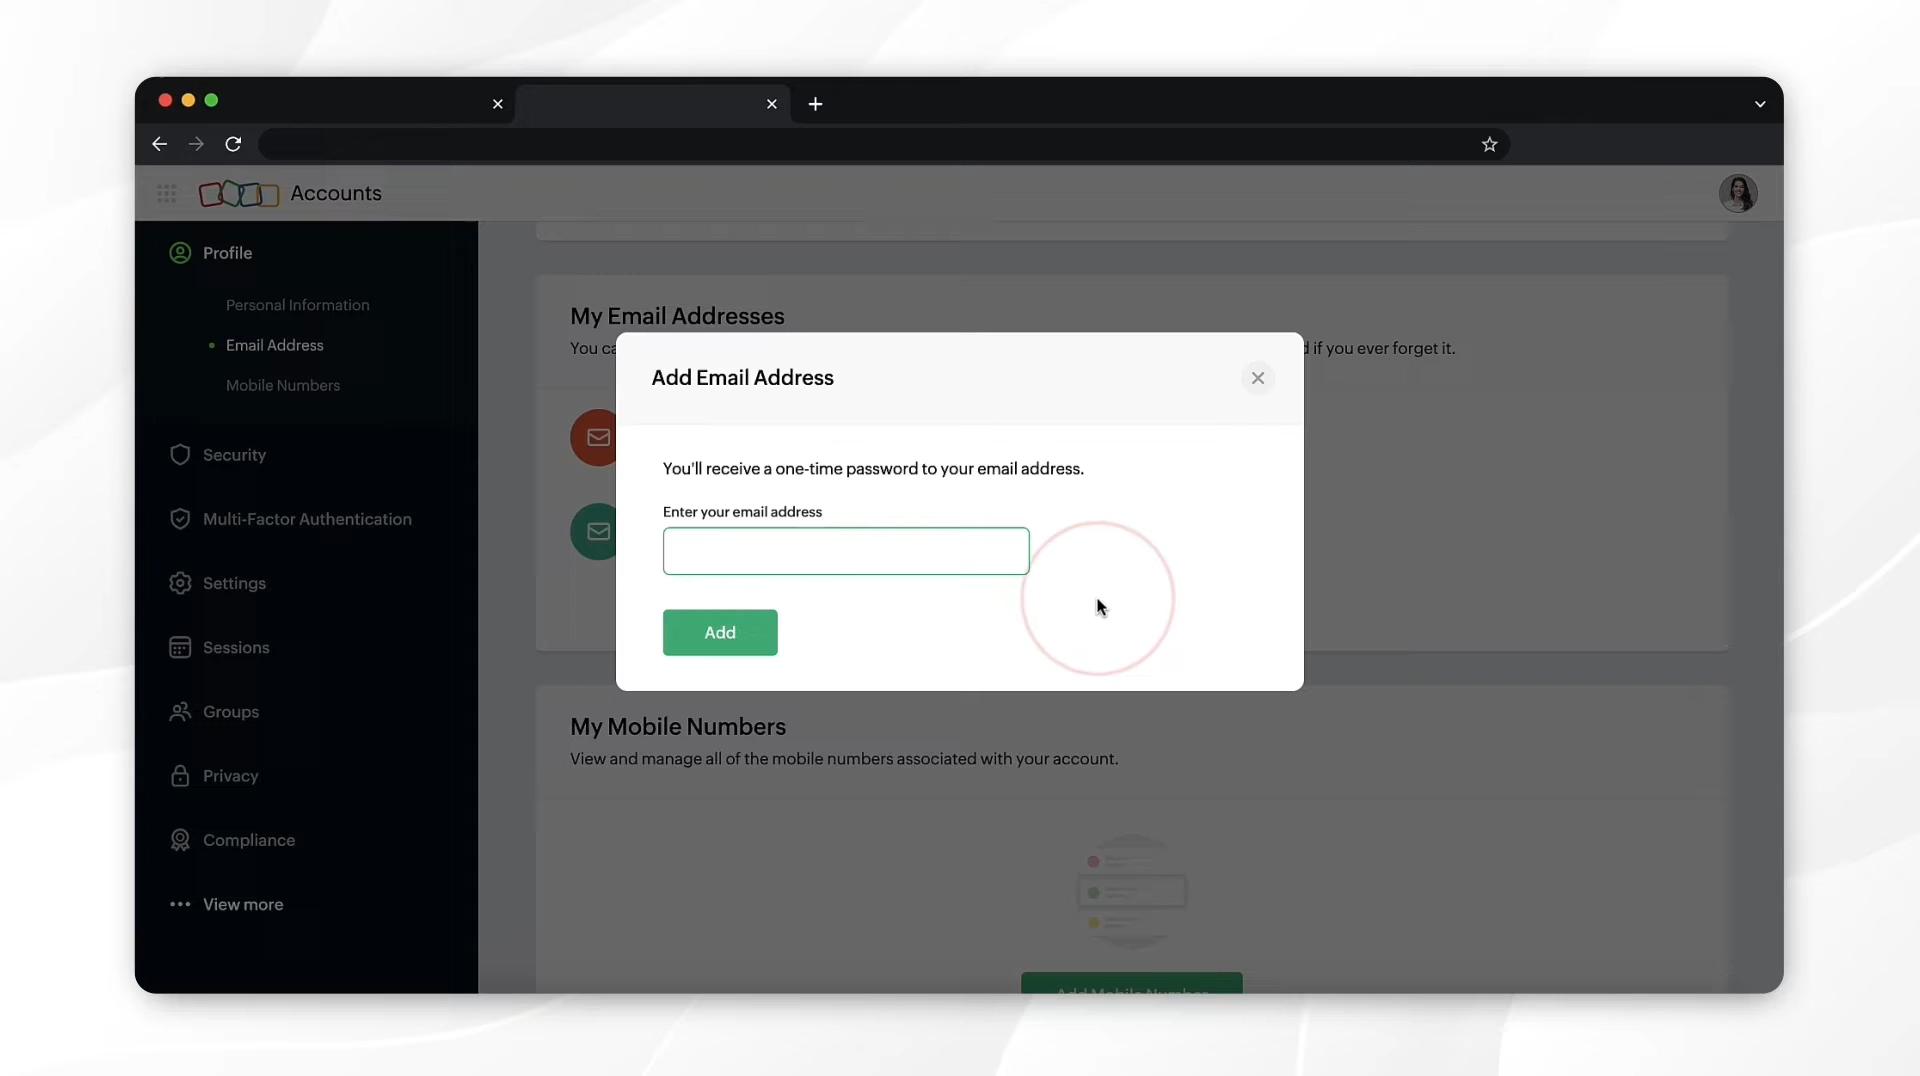 Accounts
Profile
Personal Information
Email Address
Mobile Numbers
Security
Multi-Factor Authentication
Settings
Sessions
Groups
Privacy
Compliance
View more
My Email Addresses
You ca
d if you ever forget it.
Add Email Address
You'll receive a one-time password to your email address.
Enter your email address
Add
My Mobile Numbers
View and manage all of the mobile numbers associated with your account.
Add Mobile Number